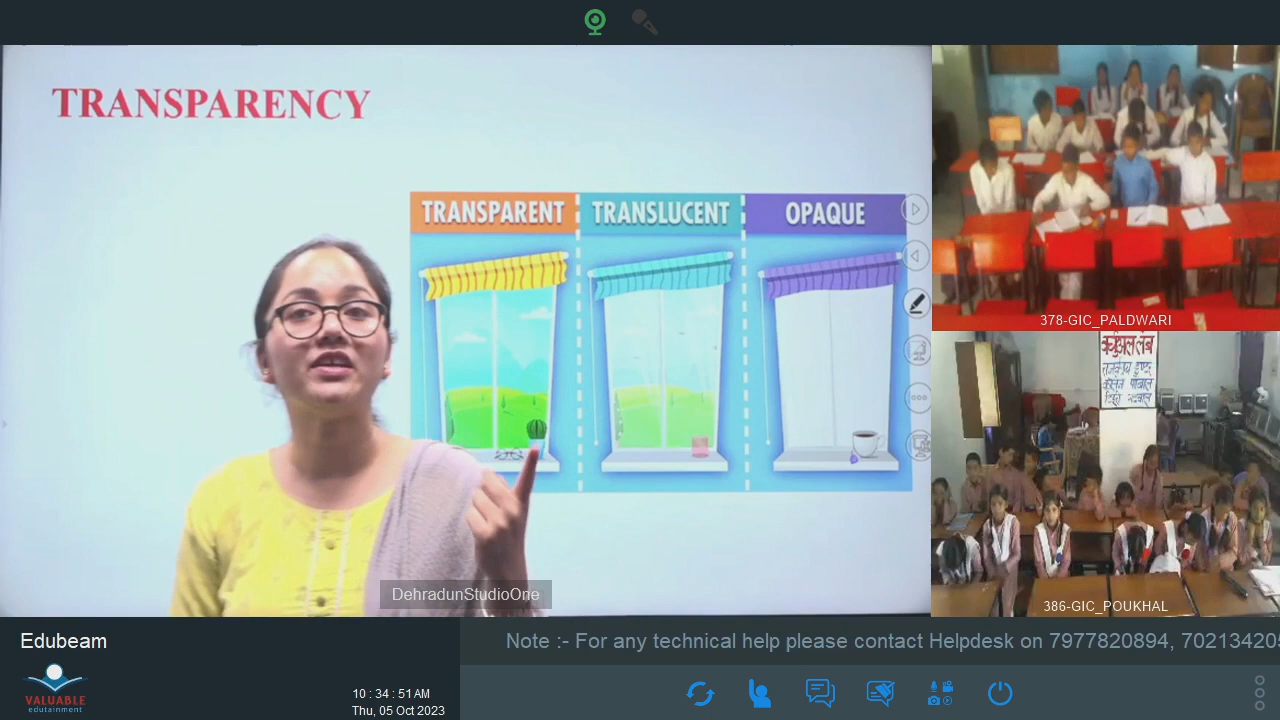 TRANSPARENCY
TRANSPARENT
TRANSLUCENT
OPAQUE
DehradunStudioOne
378-GIC_PALDWARI
386-GIC_POUKHAL
Edubeam
VALUABLE
edutainment
10 : 34 : 51 AM
Thu, 05 Oct 2023
Note :- For any technical help please contact Helpdesk on 7977820894, 702134205